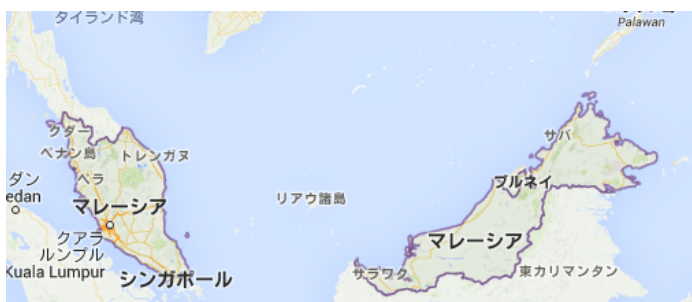 タイランド湾
Palawan
クダー
ペナン島
トレンガヌ
サバ
ペラ
ダン
edan
ブルネイ
リアウ諸島
マレーシア
クアラ
ルンプル
Kuala Lumpur
マレーシア
シンガポール
サラワク
東カリマンタン